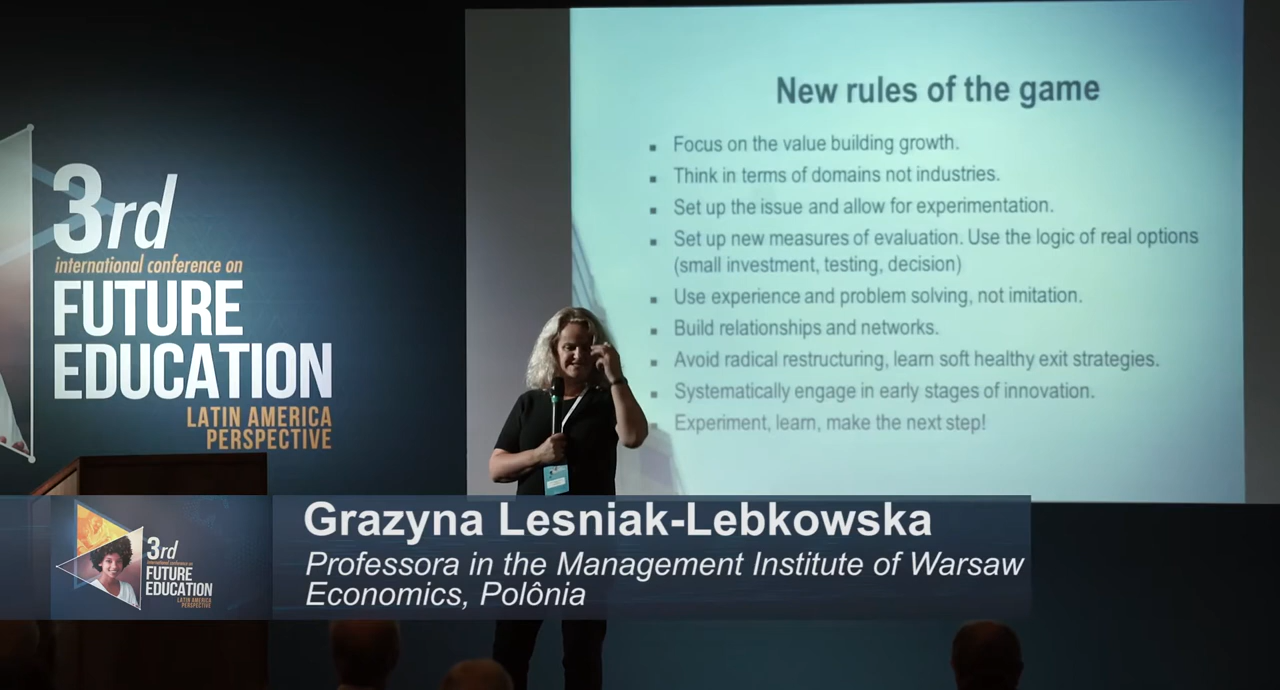 New rules of the game
Focus on the value building growth.
Think in terms of domains not industries.
Set up the issue and allow for experimentation.
Set up new measures of evaluation. Use the logic of real options
(small investment, testing, decision)
Use experience and problem solving, not imitation.
Build relationships and networks.
Avoid radical restructuring, learn soft healthy exit strategies.
Systematically engage in early stages of innovation.
Experiment, learn, make the next step!
3rd
international conference on
FUTURE
EDUCATION
LATIN AMERICA
PERSPECTIVE
Grazyna Lesniak-Lebkowska
Professora in the Management Institute of Warsaw
Economics, Polônia
3rd
international conference on
FUTURE
EDUCATION
LATIN AMERICA
PERSPECTIVE